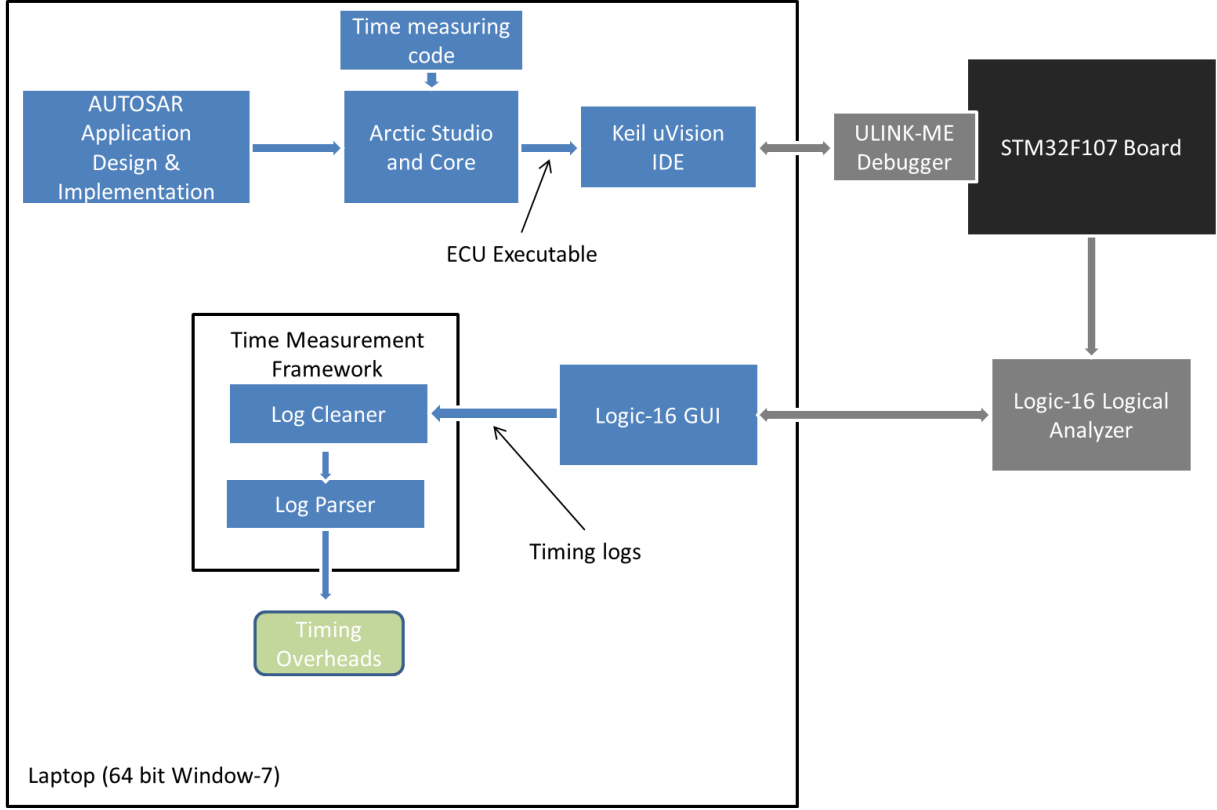 Time measuring
code
AUTOSAR
Application
Design &
Implementation
Arctic Studio
and Core
Keil uVision
IDE
ULINK-ME
Debugger
STM32F107 Board
ECU Executable
Time Measurement
Framework
Log Cleaner
Logic-16 GUI
Logic-16 Logical
Analyzer
Log Parser
Timing logs
Timing
Overheads
Laptop (64 bit Window-7)